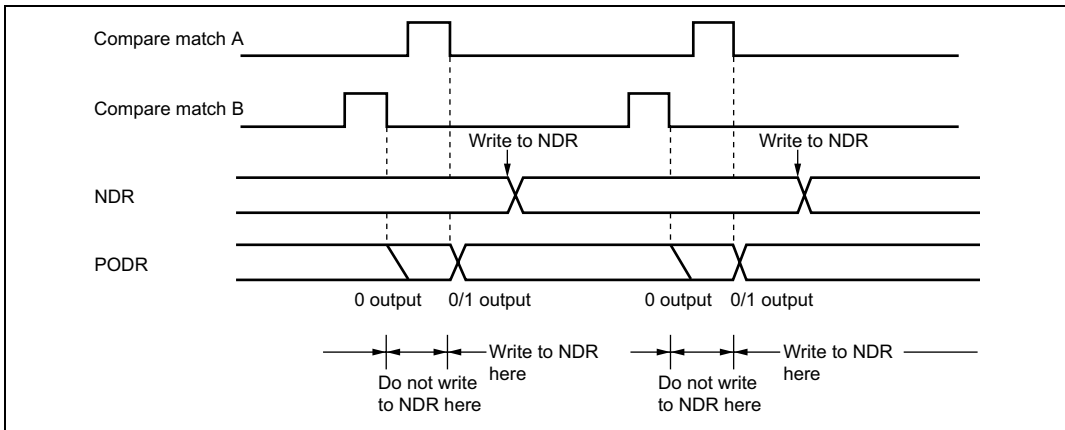 Compare match A
Compare match B
Write to NDR
Write to NDR
NDR
PODR
0 output
0/1 output
0 output
0/1 output
Write to NDR
here
Write to NDR
here
Do not write
to NDR here
Do not write
to NDR here